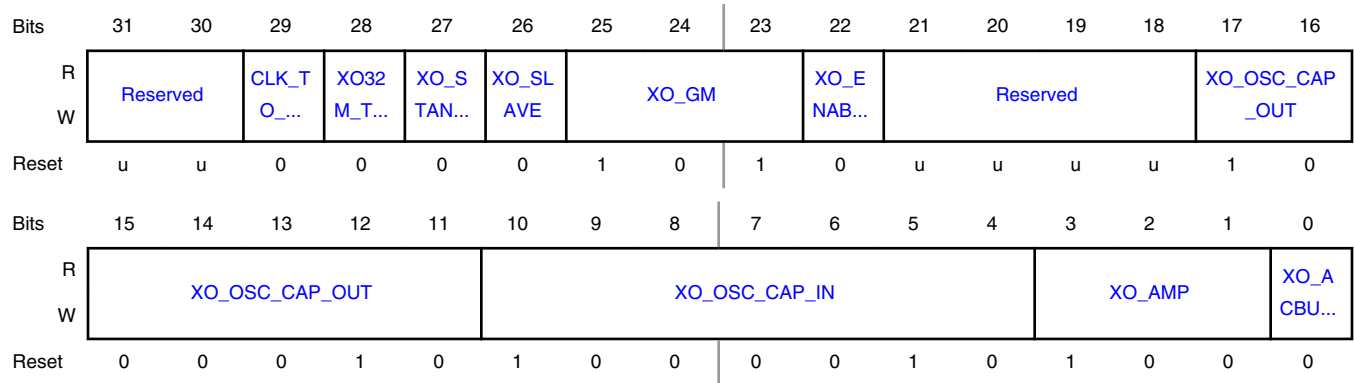 Bits 31 30 29 28 27 26 25 24 23 22 21 20 19 18 17 16
R
W
Reserved
CLK_T
O_...
XO32
M_T...
XO_S
TAN...
XO_SL
AVE
XO_GM
XO_E
NAB...
Reserved
XO_OSC_CAP
_OUT
Reset u u 0 0 0 0 1 0 1 0 u u u u 1 0
Bits 15 14 13 12 11 10 9 8 7 6 5 4 3 2 1 0
R
W
XO_OSC_CAP_OUT
XO_OSC_CAP_IN
XO_AMP
XO_A
CBU...
Reset 0 0 0 1 0 1 0 0 0 0 1 0 1 0 0 0